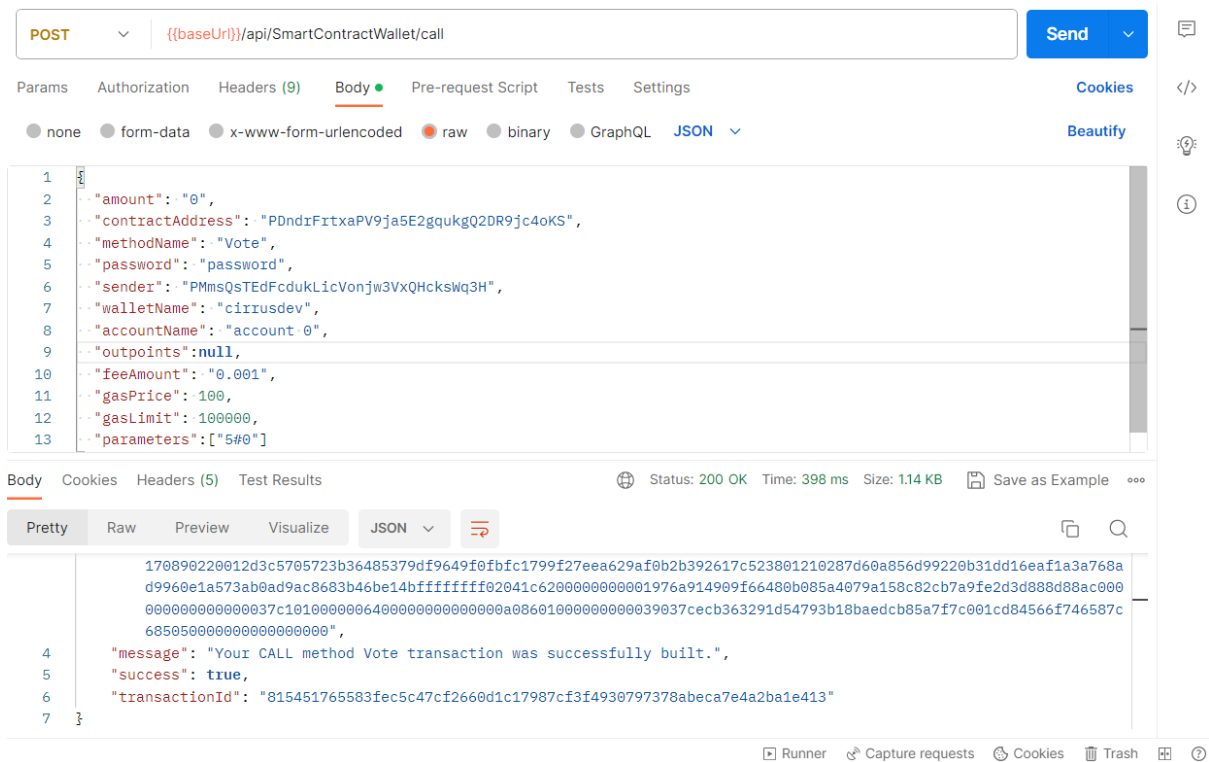 POST {{baseUrl}}/api/SmartContractWallet/call Send
Params Authorization Headers (9) Body Pre-request Script Tests Settings Cookies
none form-data x-www-form-urlencoded raw binary GraphQL JSON Beautify
1 {
2 "amount": "0",
3 "contractAddress": "PDndrFrtxaPV9ja5E2gqukgQ2DR9jc4oKS",
4 "methodName": "Vote",
5 "password": "password",
6 "sender": "PMmsQsTEdFcdukLicVonjw3VxQHcksWq3H",
7 "walletName": "cirrusdev",
8 "accountName": "account 0",
9 "outpoints":null,
10 "feeAmount": "0.001",
11 "gasPrice": 100,
12 "gasLimit": 100000,
13 "parameters":["5#0"]
Body Cookies Headers (5) Test Results Status: 200 OK Time: 398 ms Size: 1.14 KB Save as Example
Pretty Raw Preview Visualize JSON
170890220012d3c5705723b36485379df9649f0fbfc1799f27eea629af0b2b392617c523801210287d60a856d99220b31dd16eaf1a3a768a
d9960e1a573ab0ad9ac8683b46be14bffffffff02041c6200000000001976a914909f66480b085a4079a158c82cb7a9fe2d3d888d88ac000
000000000000037c10100000064000000000000000a0860100000000039037cecb363291d54793b18baedcb85a7f7c001cd84566f746587c
685050000000000000000",
4 "message": "Your CALL method Vote transaction was successfully built.",
5 "success": true,
6 "transactionId": "815451765583fec5c47cf2660d1c17987cf3f4930797378abeca7e4a2ba1e413"
7 }
Runner Capture requests Cookies Trash